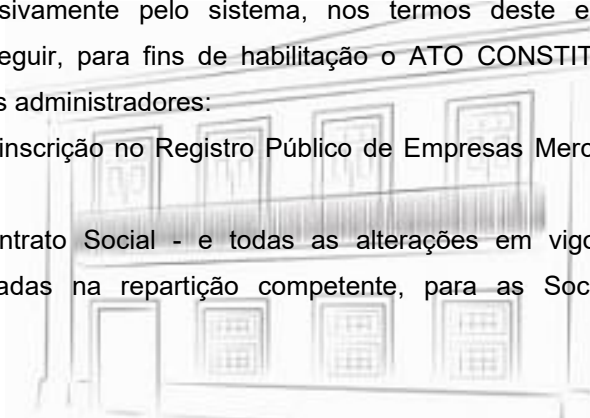 sivamente pelo sistema, nos termos deste e
eguir, para fins de habilitação o ATO CONSTIT
s administradores:
inscrição no Registro Público de Empresas Merc
ntrato Social - e todas as alterações em vigo
adas na repartição competente, para as Soc